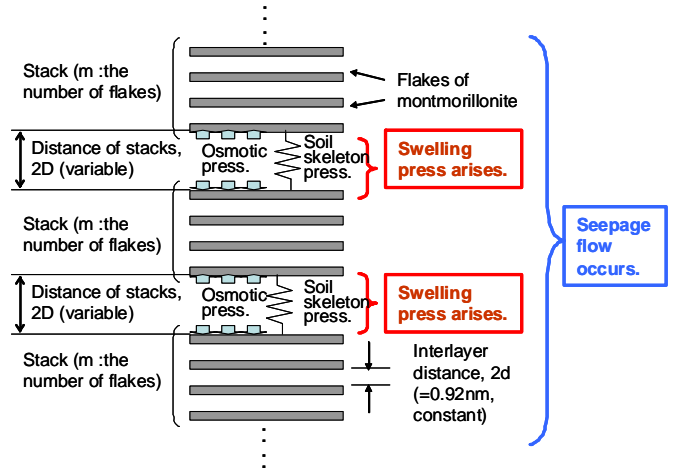 Stack (m :the
number of flakes)
Flakes of
montmorillonite
Distance of stacks,
2D (variable)
Osmotic
press.
Soil
skeleton
press.
Swelling
press arises.
Stack (m :the
number of flakes)
Seepage
flow
occurs.
Distance of stacks,
2D (variable)
Osmotic
press.
Soil
skeleton
press.
Swelling
press arises.
Stack (m :the
number of flakes)
Interlayer
distance, 2d
(=0.92nm,
constant)